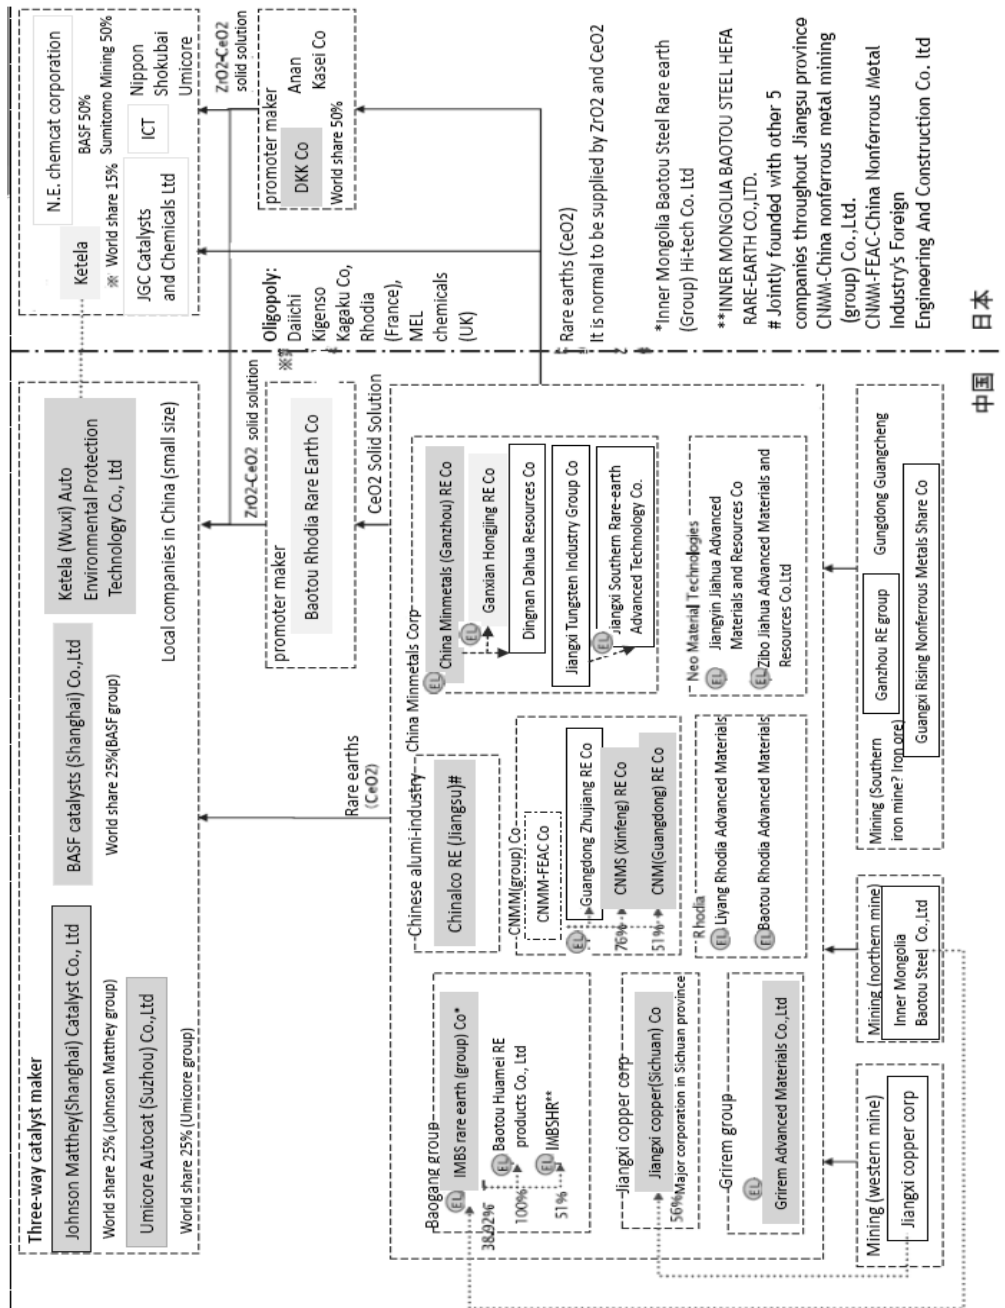 Three-way catalyst maker
Johnson Matthey(Shanghai) Catalyst Co., Ltd
World share 25% (Johnson Matthey group)
Umicore Autocat (Suzhou) Co.,Ltd
World share 25% (Umicore group)
BASF catalysts (Shanghai) Co.,Ltd
World share 25%(BASF group)
Ketela (Wuxi) Auto
Environmental Protection
Technology Co., Ltd
Local companies in China (small size)
N.E. chemcat corporation
Ketela
BASF 50%
Sumitomo Mining 50%
※ World share 15%
JGC Catalysts
and Chemicals Ltd
ICT
Nippon
Shokubai
Umicore
Rare earths
(CeO2)
ZrO2-CeO2 solid solution
ZrO2-CeO2
solid solution
promoter maker
Baotou Rhodia Rare Earth Co
CeO2 Solid Solution
※
Oligopoly:
Daiichi
Kigenso
Kagaku Co,
Rhodia
(France),
MEL
chemicals
(UK)
promoter maker
DKK Co
Anan
Kasei Co
World share 50%
Baogang group
EL
IMBS rare earth (group) Co*
38.92%
EL
Baotou Huamei RE
products Co., Ltd
100%
EL
IMBSHR**
51%
Chinese alumi-industry
Chinalco RE (Jiangsu)#
CNMM(group) Co
CNMM-FEAC Co
EL
Guangdong Zhujiang RE Co
76%
CNMS (Xinfeng) RE Co
51%
CNM(Guangdong) RE Co
China Minmetals Corp
EL
China Minmetals (Ganzhou) RE Co
EL
Ganxian Hongjing RE Co
Dingnan Dahua Resources Co
Jiangxi Tungsten Industry Group Co
EL
Jiangxi Southern Rare-earth
Advanced Technology Co.
Jiangxi copper corp
Jiangxi copper(Sichuan) Co
56%
Major corporation in Sichuan province
Grirem group
EL
Grirem Advanced Materials Co.,Ltd
Rhodia
EL
Liyang Rhodia Advanced Materials
EL
Baotou Rhodia Advanced Materials
Neo Material Technologies
EL
Jiangyin Jiahua Advanced
Materials and Resources Co
EL
Zibo Jiahua Advanced Materials and
Resources Co.Ltd
Mining (western mine)
Jiangxi copper corp
Mining (northern mine)
Inner Mongolia
Baotou Steel Co.,Ltd
Mining (Southern
iron mine? Iron ore)
Ganzhou RE group
Gungdong Guangcheng
Guangxi Rising Nonferrous Metals Share Co
Rare earths (CeO2)
It is normal to be supplied by ZrO2 and CeO2
*Inner Mongolia Baotou Steel Rare earth
(Group) Hi-tech Co. Ltd
**INNER MONGOLIA BAOTOU STEEL HEFA
RARE-EARTH CO.,LTD.
# Jointly founded with other 5
companies throughout Jiangsu province
CNMM-China nonferrous metal mining
(group) Co.,Ltd.
CNMM-FEAC-China Nonferrous Metal
Industry's Foreign
Engineering And Construction Co. ltd
中国
日本